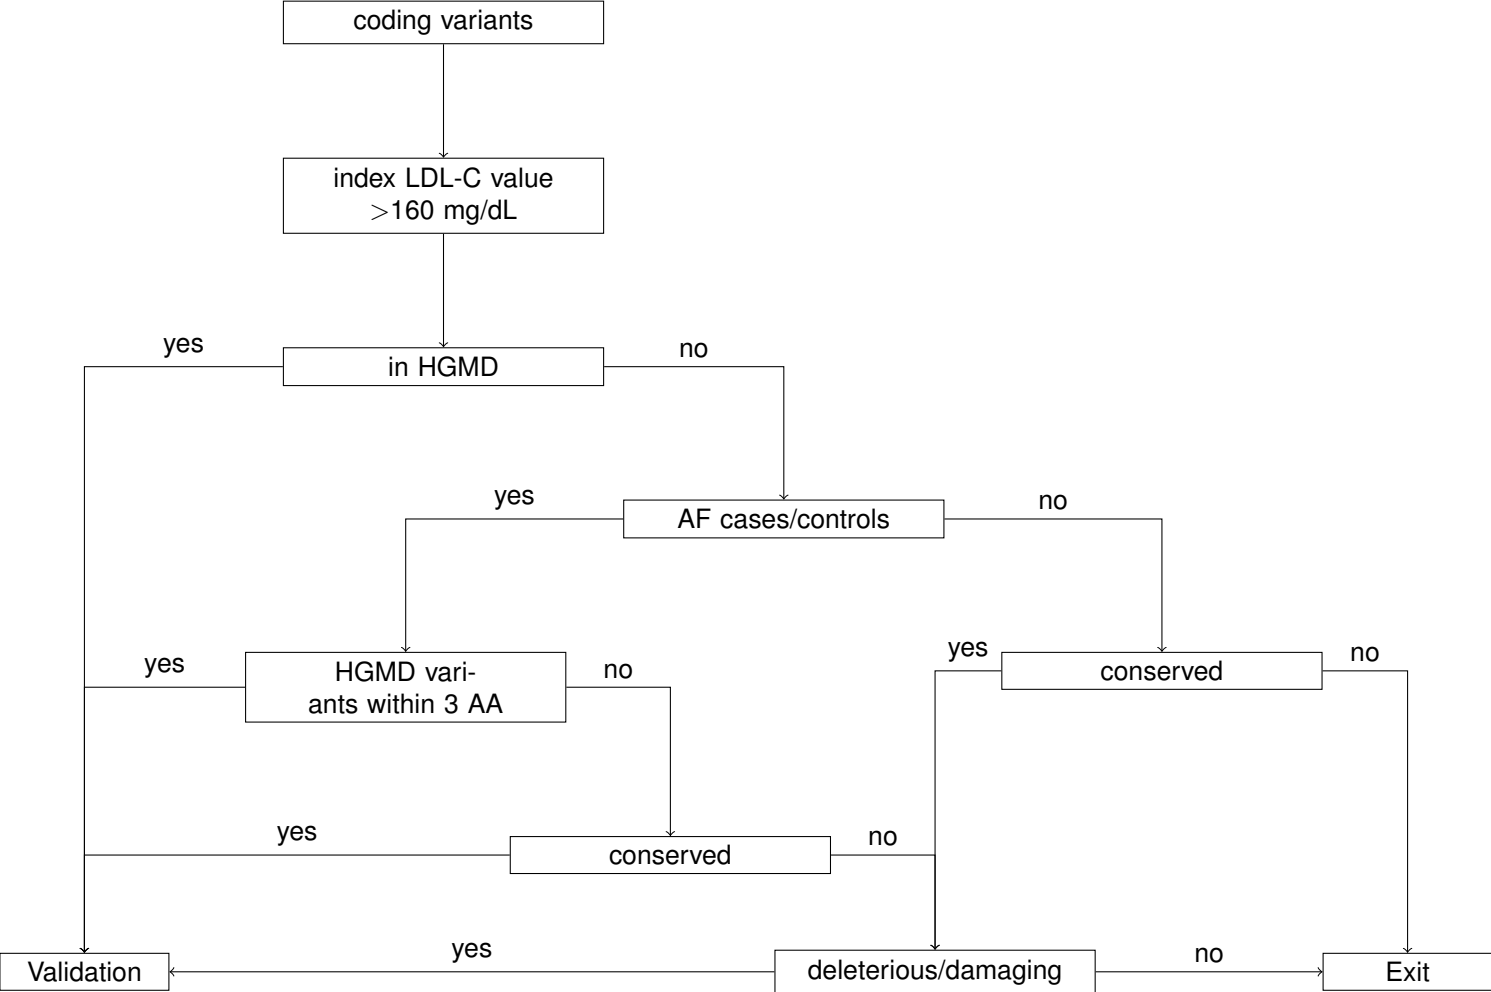 coding variants
index LDL-C value
>160 mg/dL
yes
in HGMD
no
yes
AF cases/controls
no
yes
HGMD vari-
ants within 3 AA
no
yes
conserved
no
yes
conserved
no
Validation
yes
deleterious/damaging
no
Exit